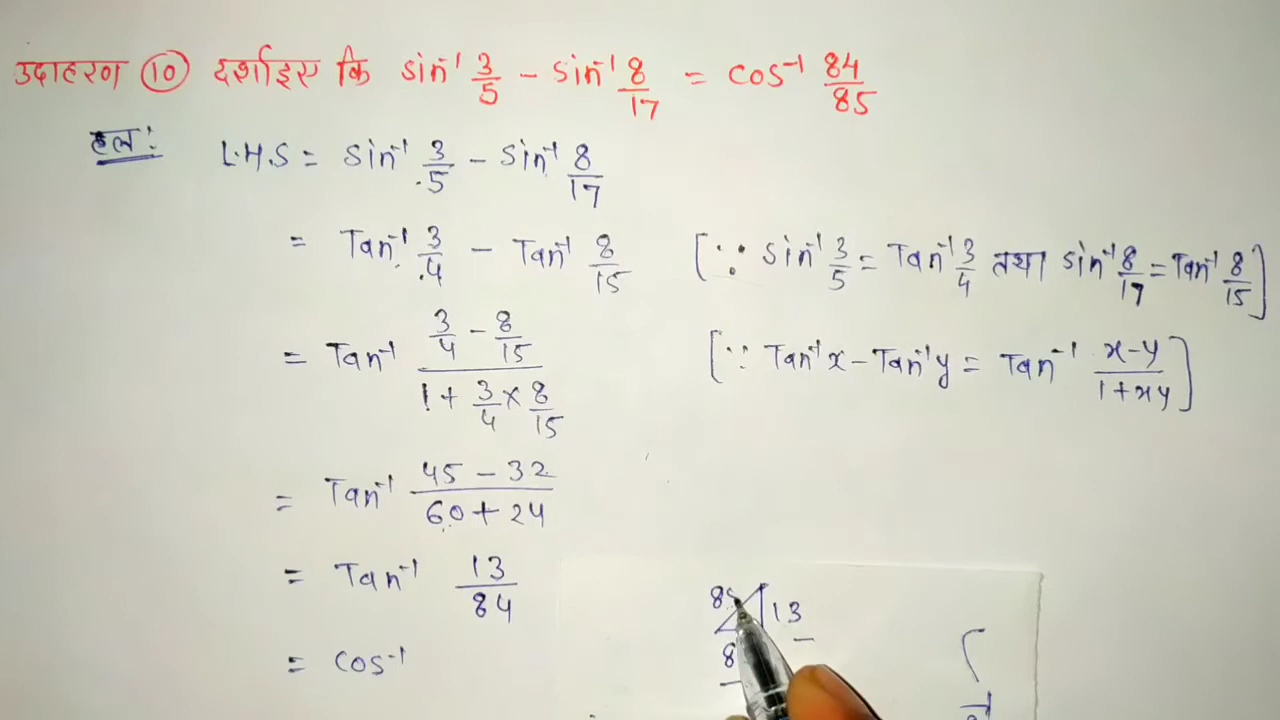 उदाहरण 10 दर्शाइए कि sin⁻¹ 3/5 - sin⁻¹ 8/17 = cos⁻¹ 84/85
हल:
L.H.S = sin⁻¹ 3/5 - sin⁻¹ 8/17
= Tan⁻¹ 3/4 - Tan⁻¹ 8/15 [∵ sin⁻¹ 3/5 = Tan⁻¹ 3/4 तथा sin⁻¹ 8/17 = Tan⁻¹ 8/15]
= Tan⁻¹ (3/4 - 8/15)/(1 + 3/4 × 8/15) [∵ Tan⁻¹x - Tan⁻¹y = Tan⁻¹ (x-y)/(1+xy)]
= Tan⁻¹ (45 - 32)/(60 + 24)
= Tan⁻¹ 13/84
13
= cos⁻¹